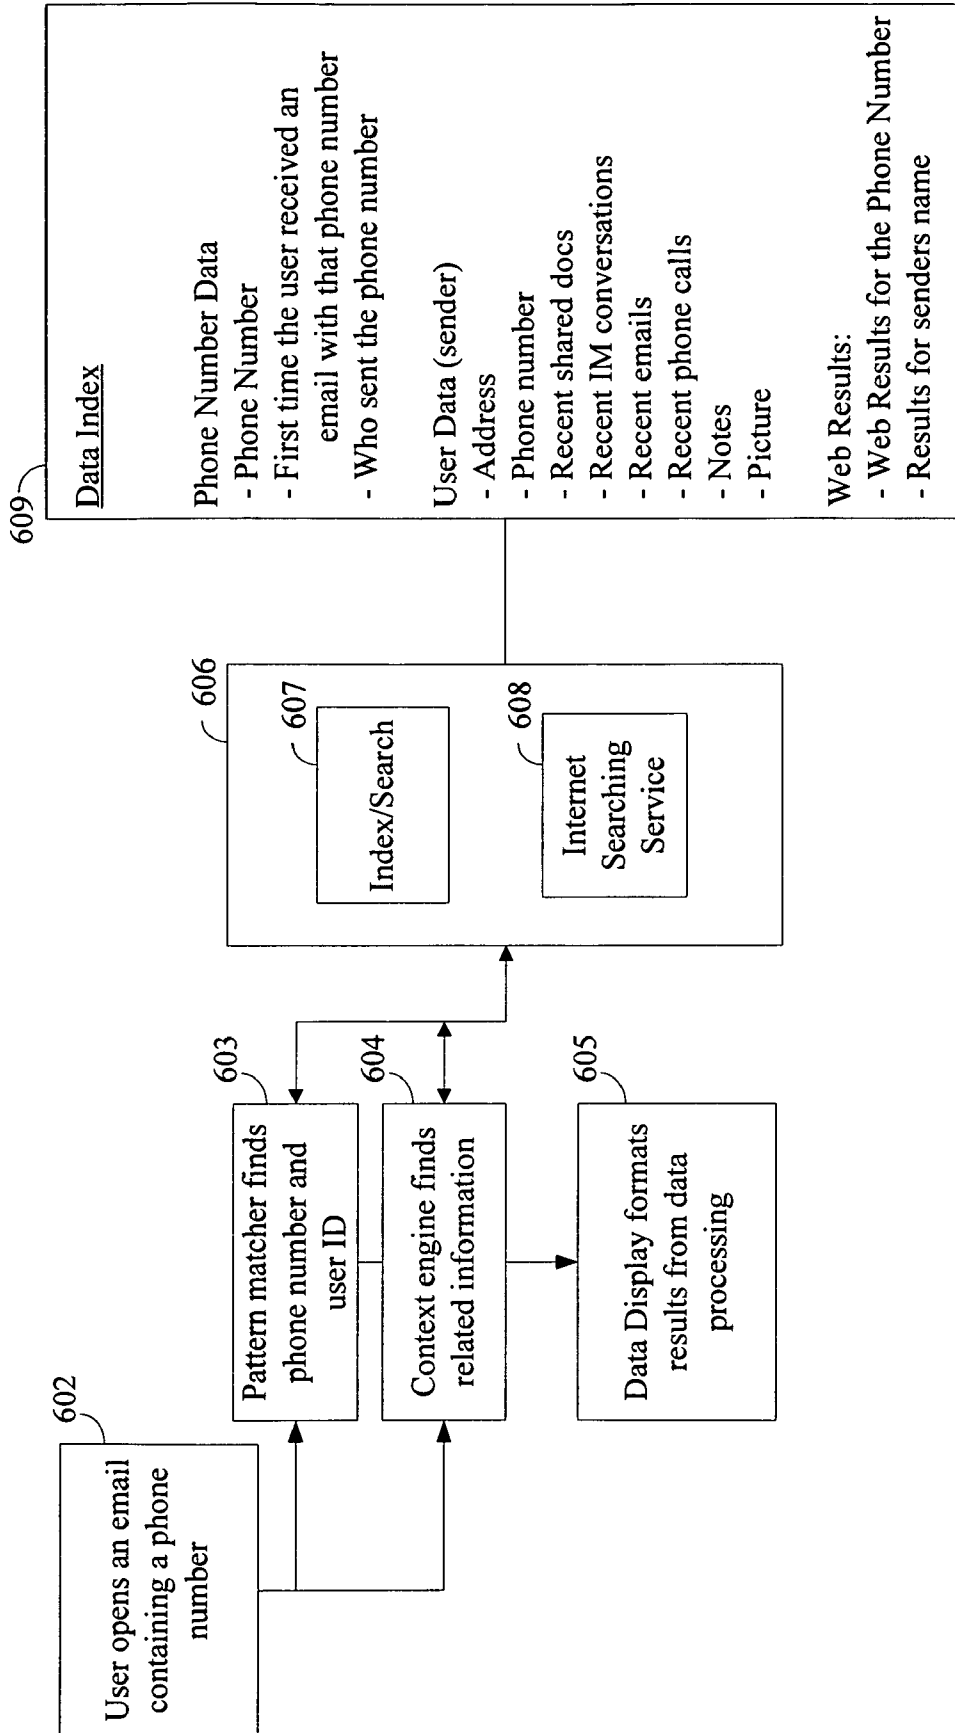 602
User opens an email
containing a phone
number
603
Pattern matcher finds
phone number and
user ID
604
Context engine finds
related information
605
Data Display formats
results from data
processing
606
607
Index/Search
608
Internet
Searching
Service
609
Data Index
Phone Number Data
- Phone Number
- First time the user received an
email with that phone number
- Who sent the phone number
User Data (sender)
- Address
- Phone number
- Recent shared docs
- Recent IM conversations
- Recent emails
- Recent phone calls
- Notes
- Picture
Web Results:
- Web Results for the Phone Number
- Results for senders name